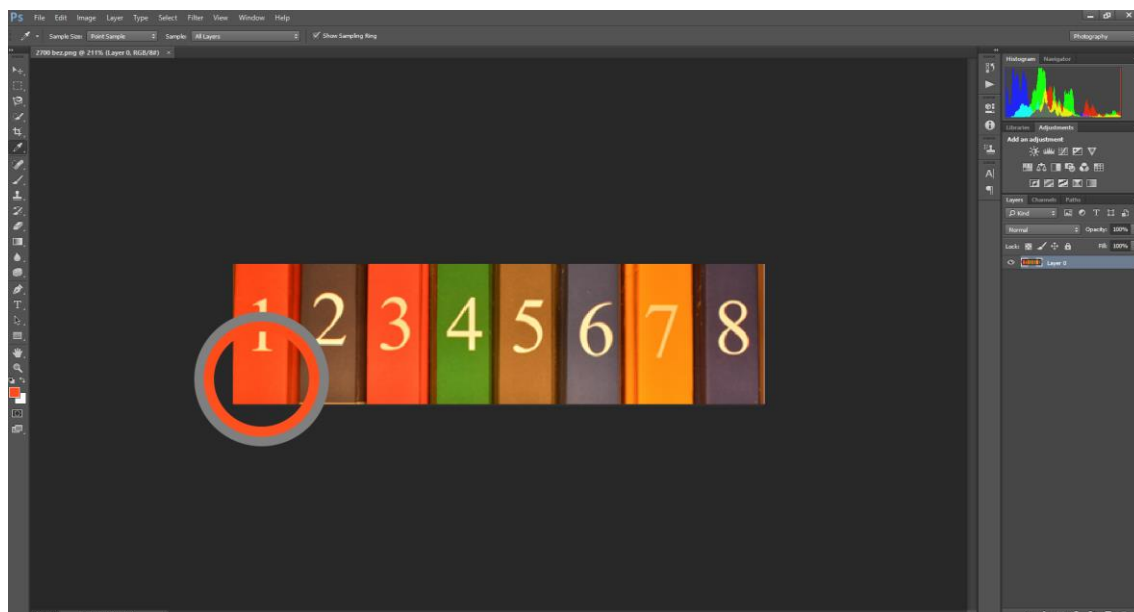 Ps File Edit Image Layer Type Select Filter View Window Help
Sample Size: Point Sample Sample: All Layers Show Sampling Ring Photography
2700 bez.png @ 211% (Layer 0, RGB/8#) ×
Histogram Navigator
Libraries Adjustments
Add an adjustment
Layers Channels Paths
Kind
Normal Opacity: 100%
Lock: Fill: 100%
Layer 0
1 2 3 4 5 6 7 8